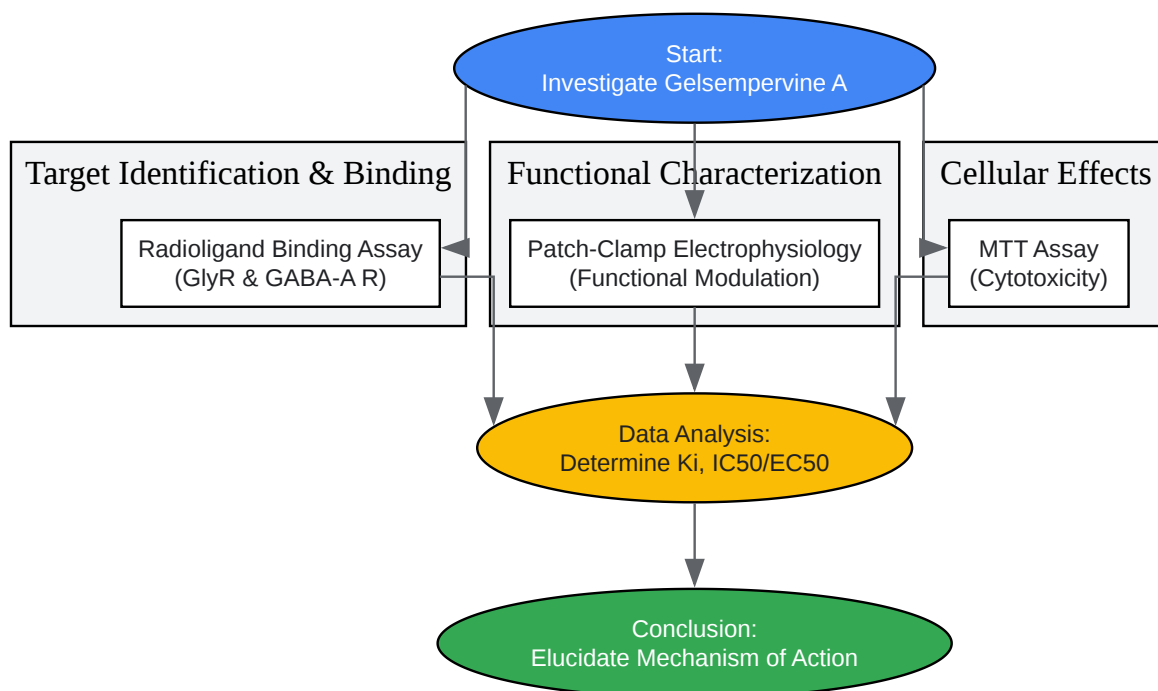 Start:
Investigate Gelsempervine A
Target Identification & Binding
Functional Characterization
Cellular Effects
Radioligand Binding Assay
(GlyR & GABA-A R)
Patch-Clamp Electrophysiology
(Functional Modulation)
MTT Assay
(Cytotoxicity)
Data Analysis:
Determine Ki, IC50/EC50
Conclusion:
Elucidate Mechanism of Action